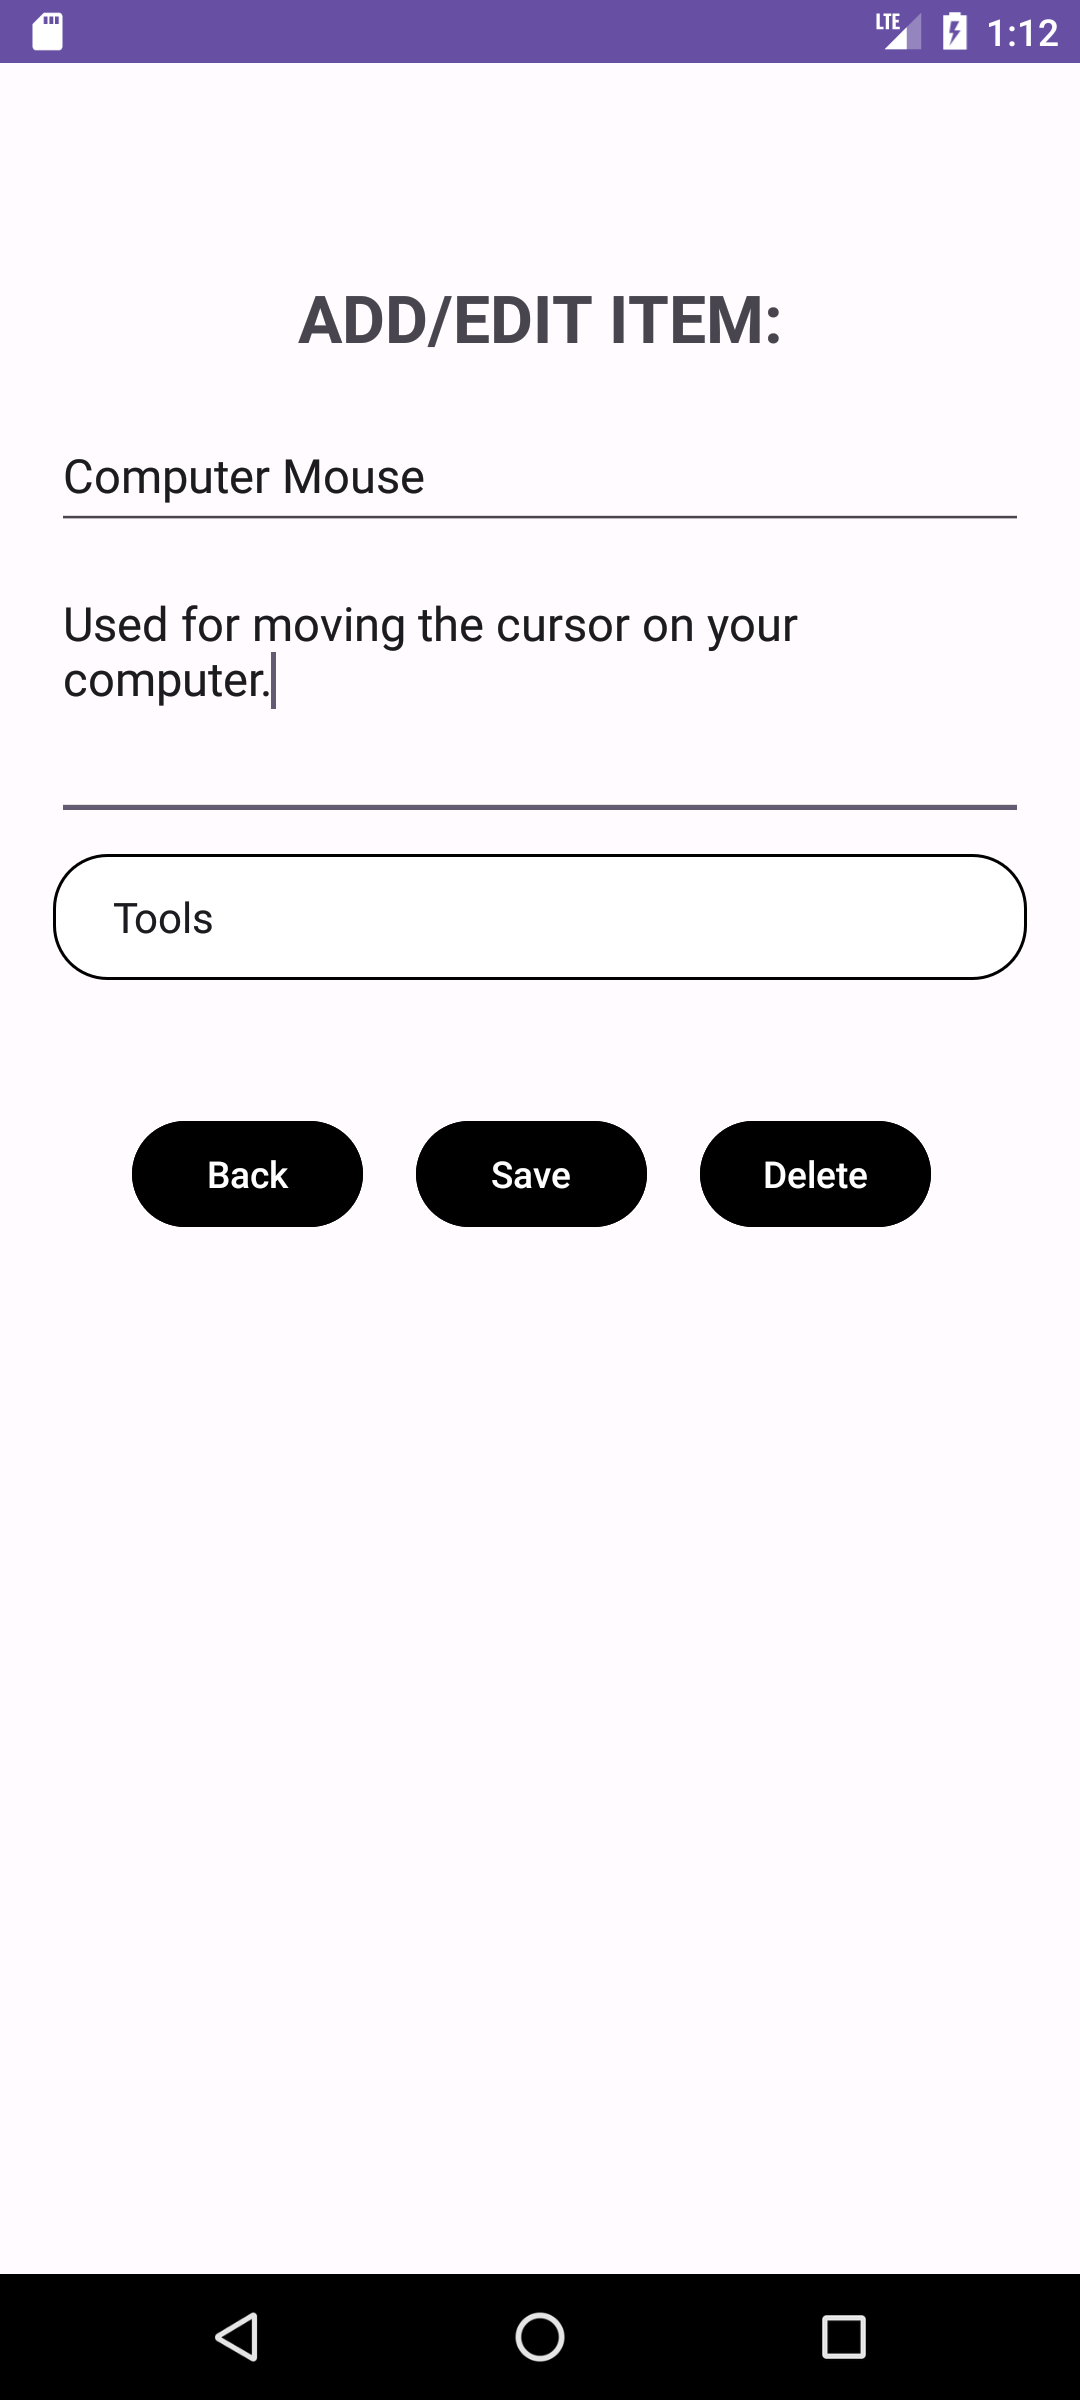 LTE 1:12
ADD/EDIT ITEM:
Computer Mouse
Used for moving the cursor on your
computer.
Tools
Back Save Delete